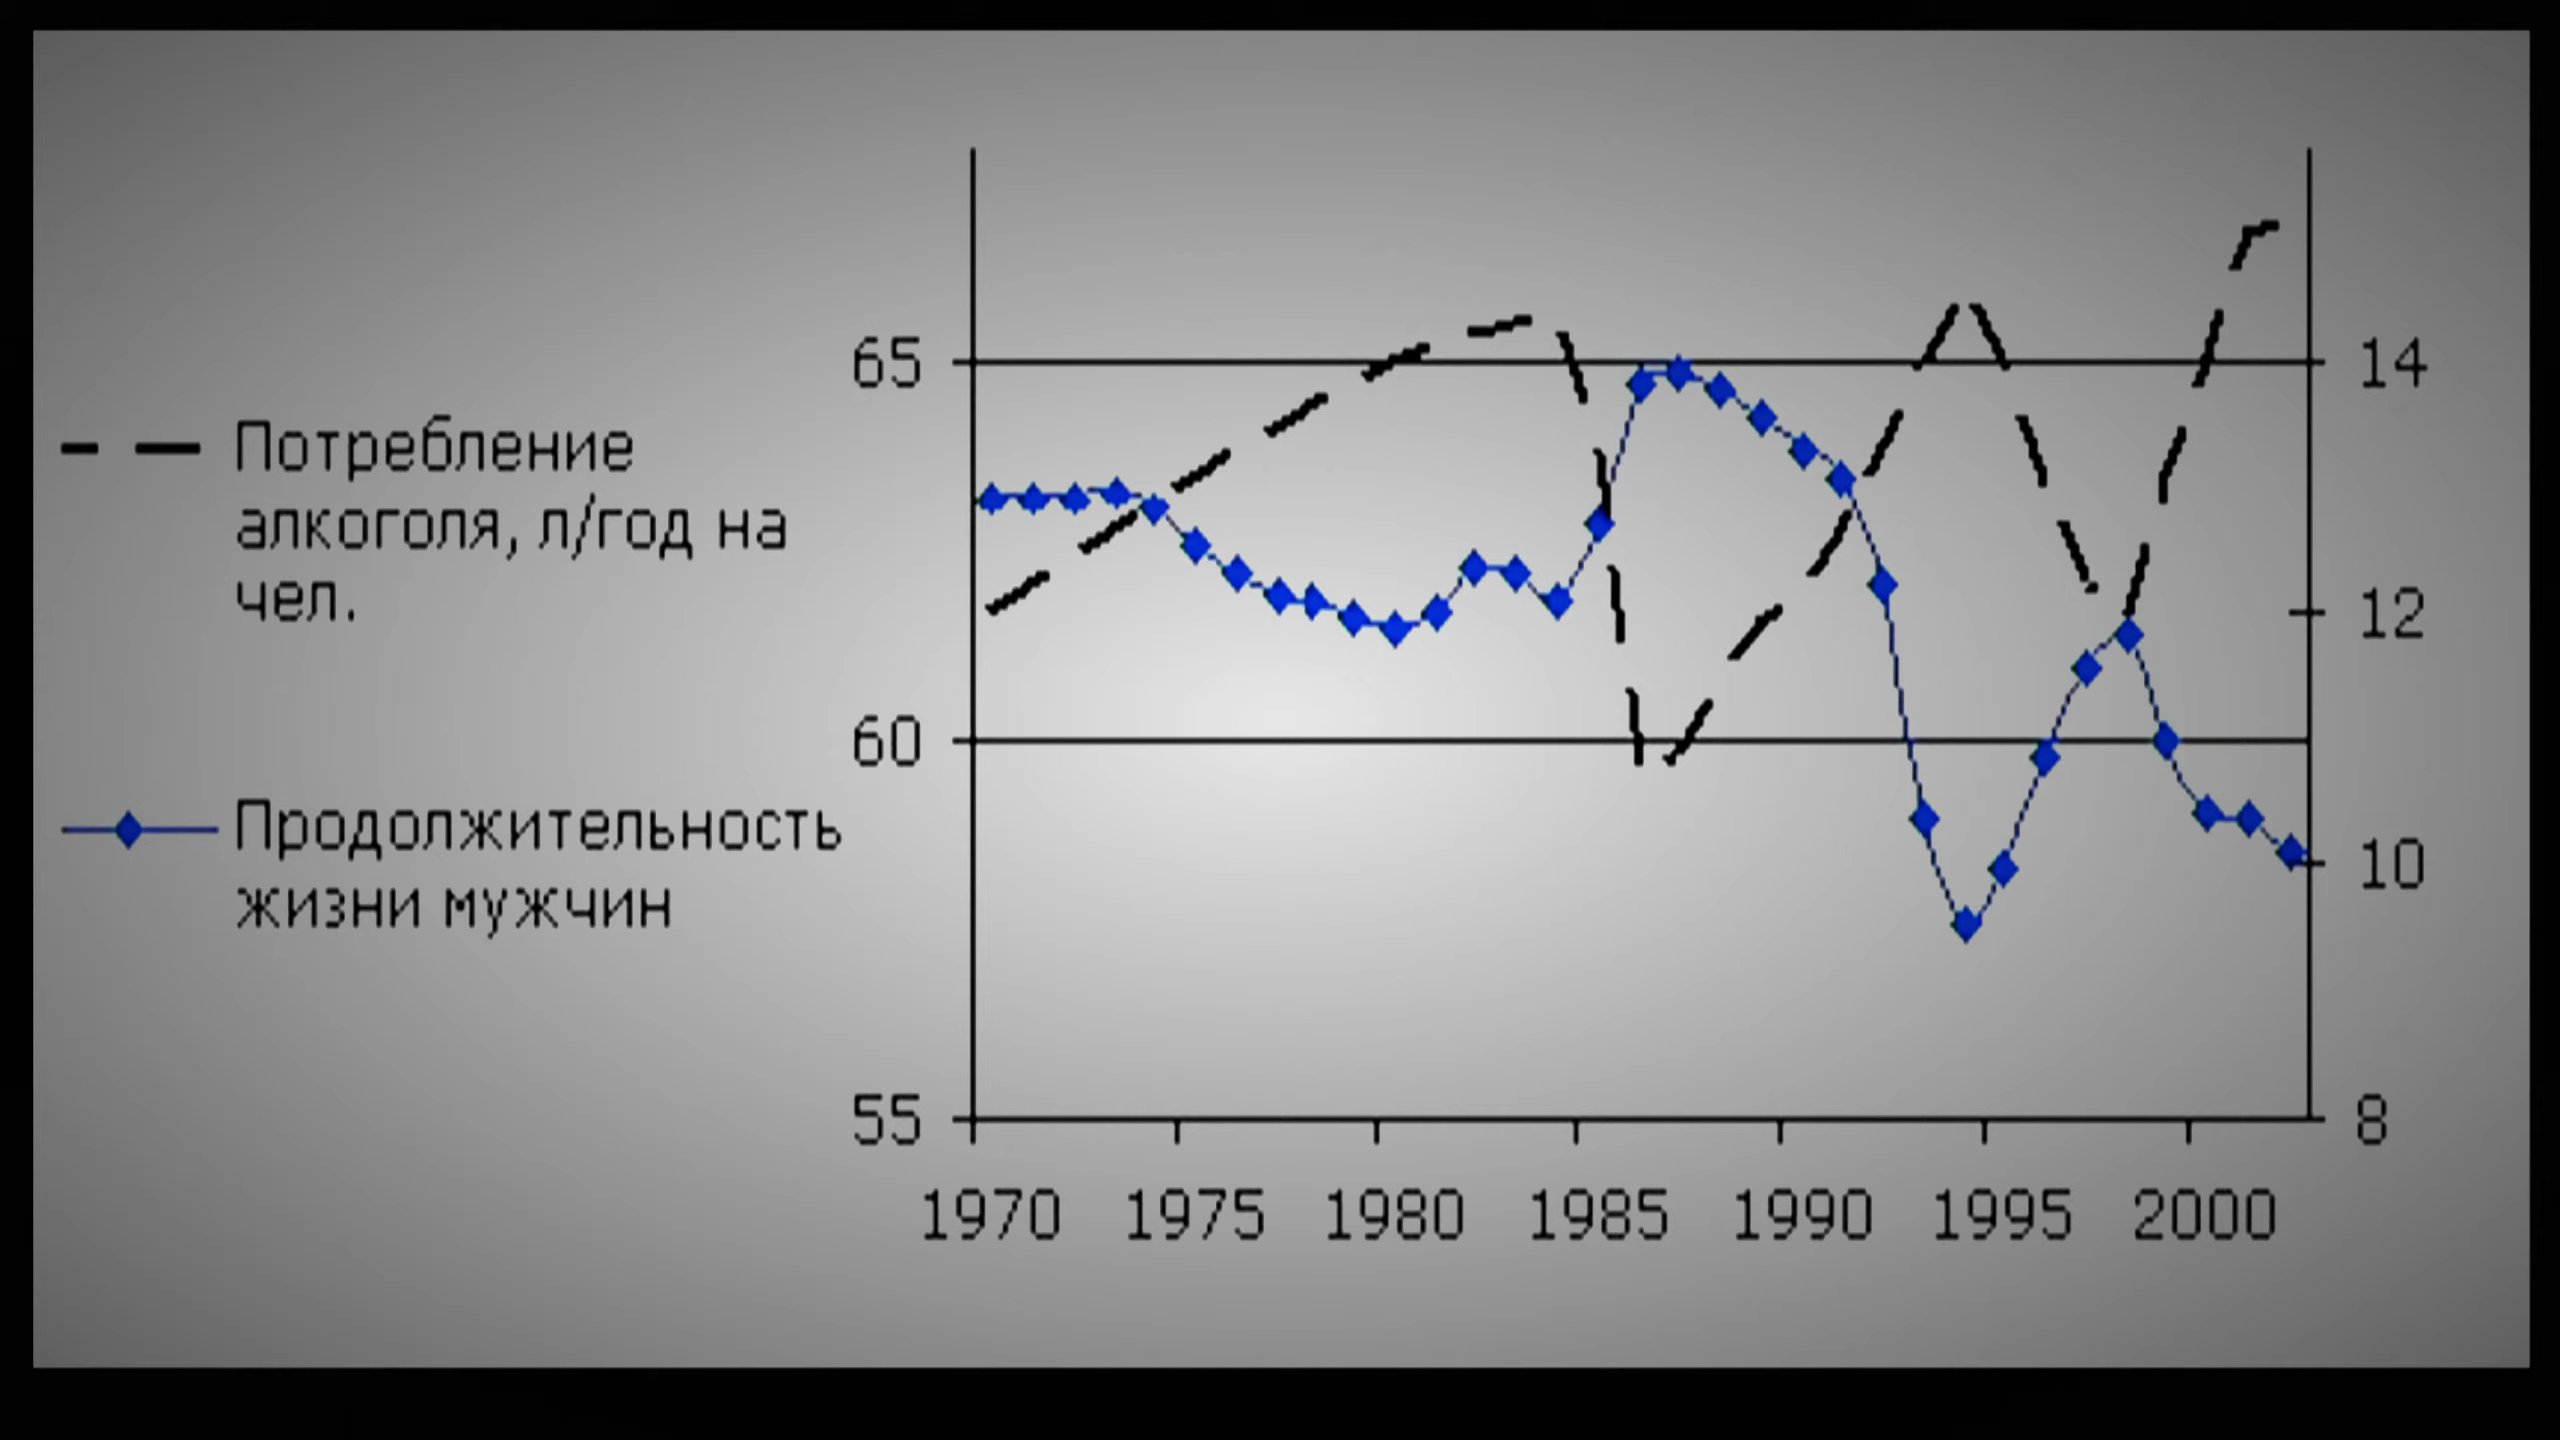 Потребление
алкоголя, л/год на
чел.
Продолжительность
жизни мужчин
65
60
55
14
12
10
8
1970 1975 1980 1985 1990 1995 2000